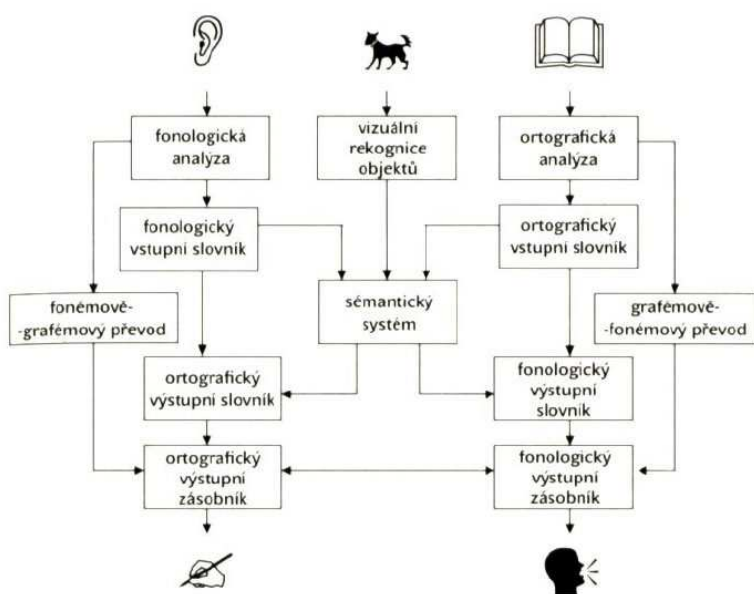 fonologická
analýza
vizuální
rekognice
objektů
ortografická
analýza
fonologický
vstupní slovník
ortografický
vstupní slovník
fonémově-
-grafémový převod
sémantický
systém
grafémově-
-fonémový převod
ortografický
výstupní slovník
fonologický
výstupní
slovník
ortografický
výstupní
zásobník
fonologický
výstupní
zásobník